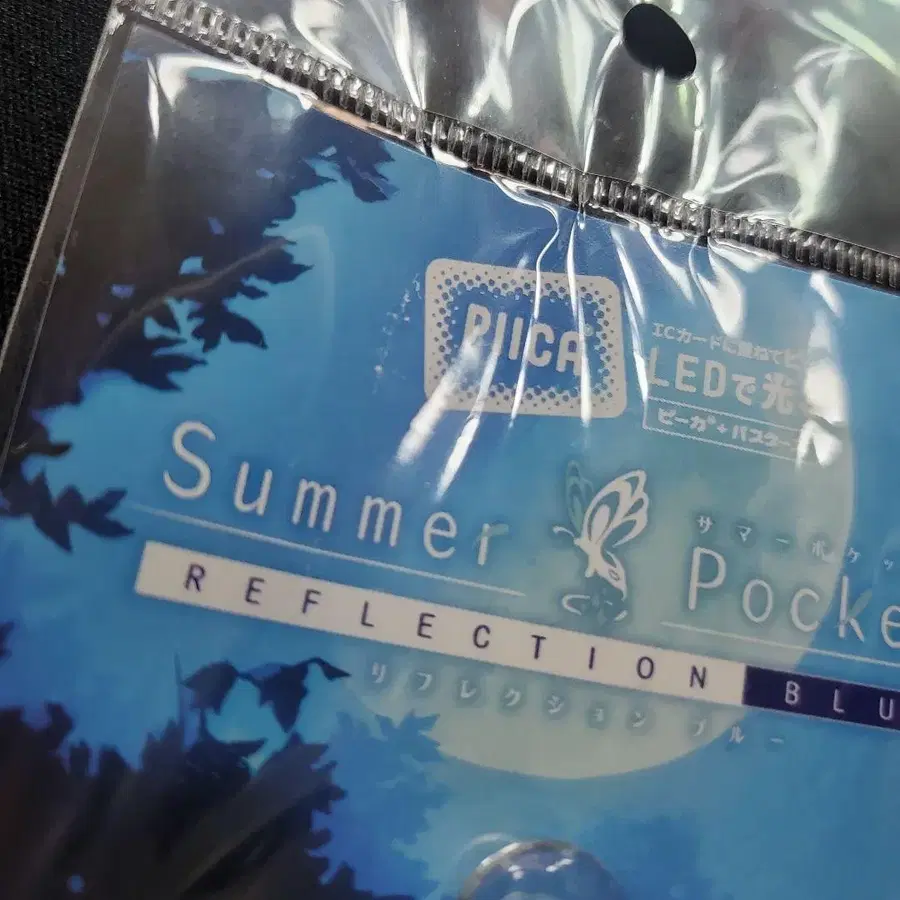 PIICA®
ICカードに重ねてピ
LEDで光
ピーガ+パスケー
Summer
サマーポケッ
Pocke
REFLECTION BLU
リフレクション ブルー